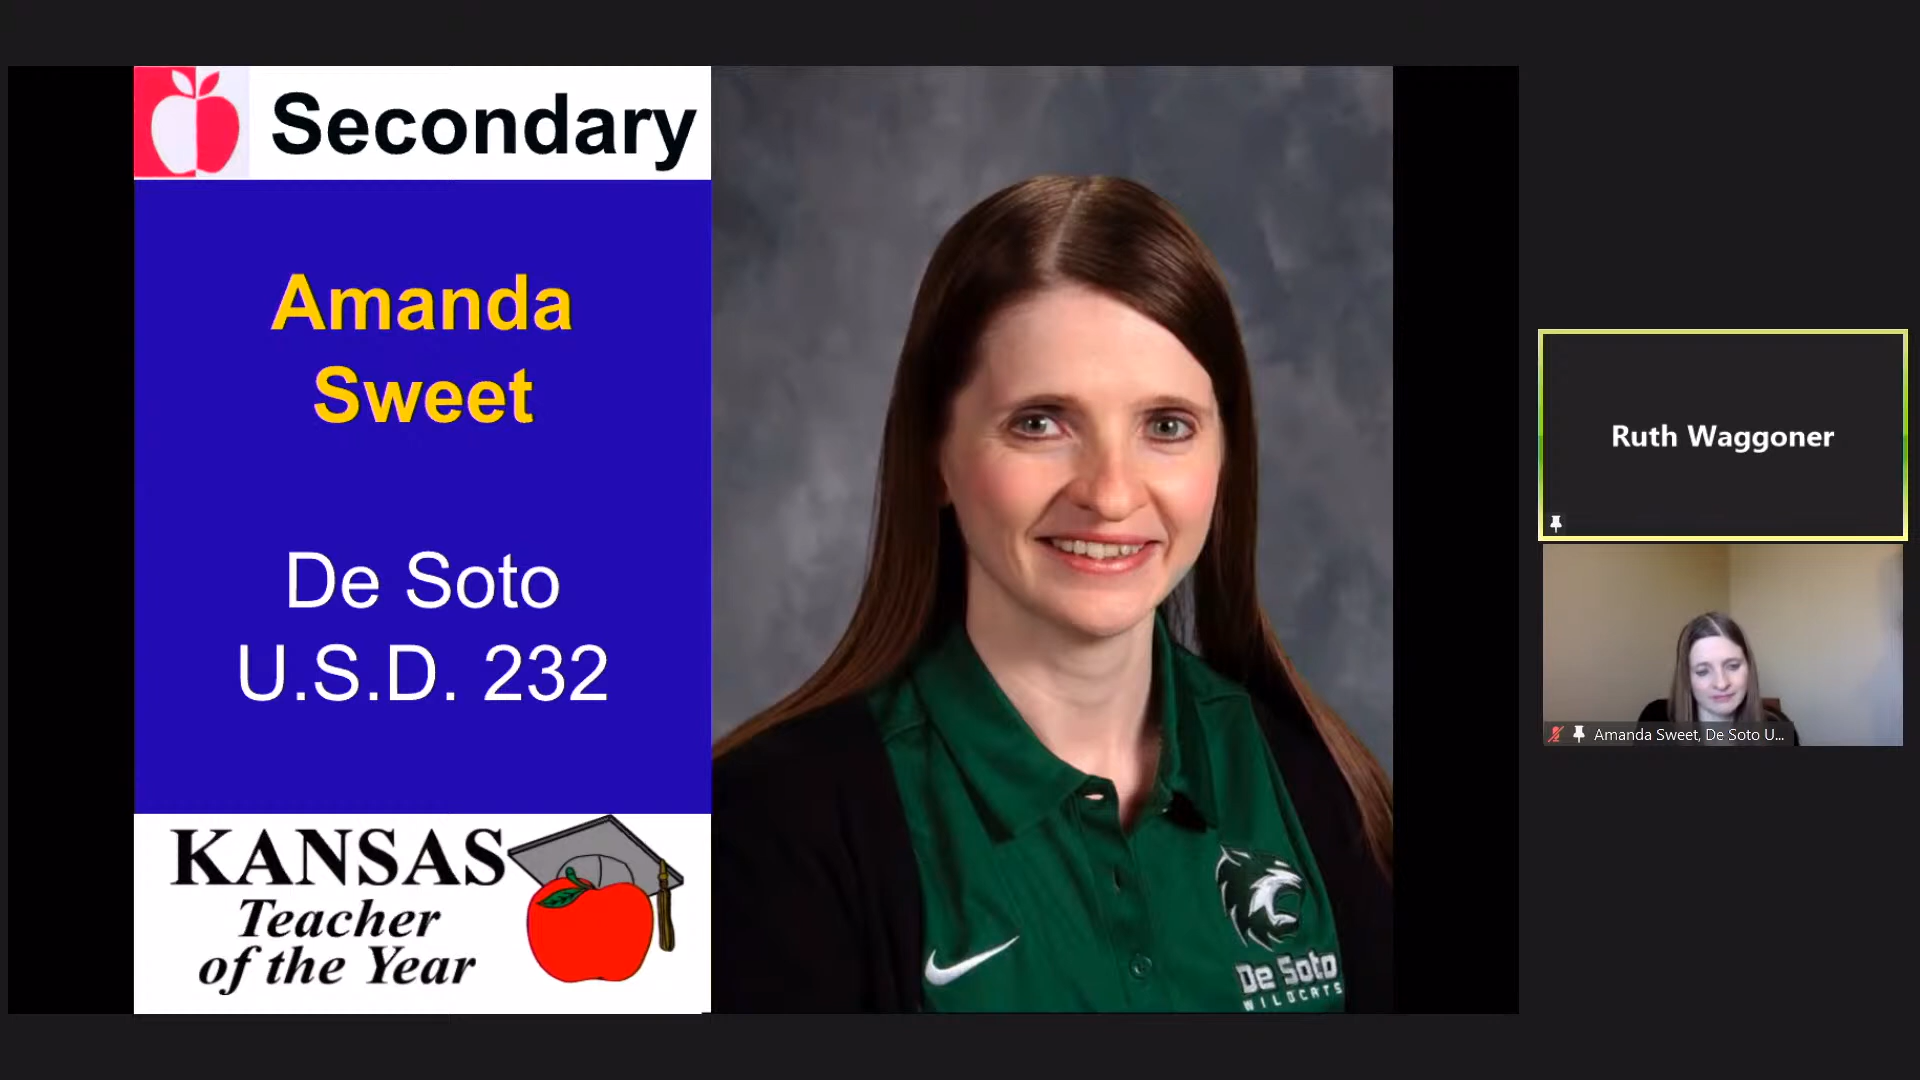 Secondary
Amanda
Sweet
De Soto
U.S.D. 232
KANSAS
Teacher
of the Year
De Soto
WILDCATS
Ruth Waggoner
Amanda Sweet, De Soto U...